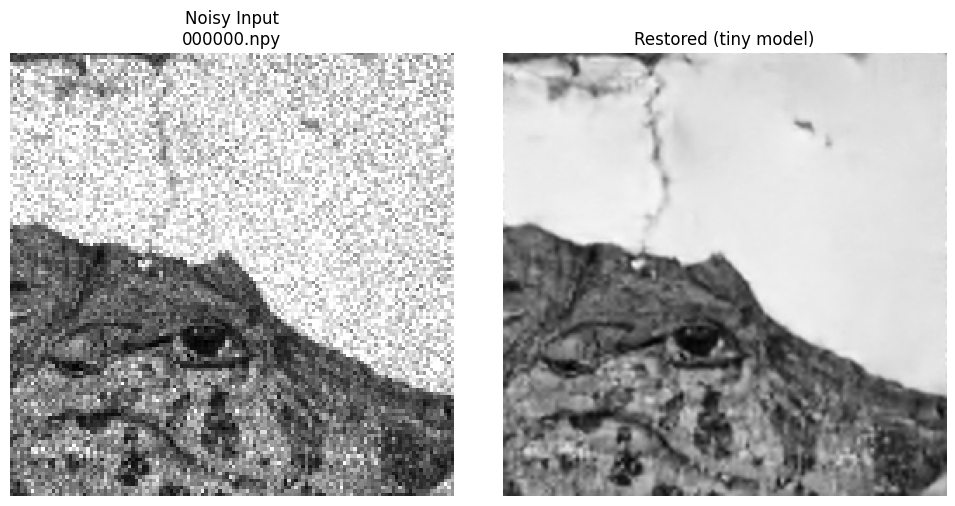 Noisy Input
000000.npy
Restored (tiny model)